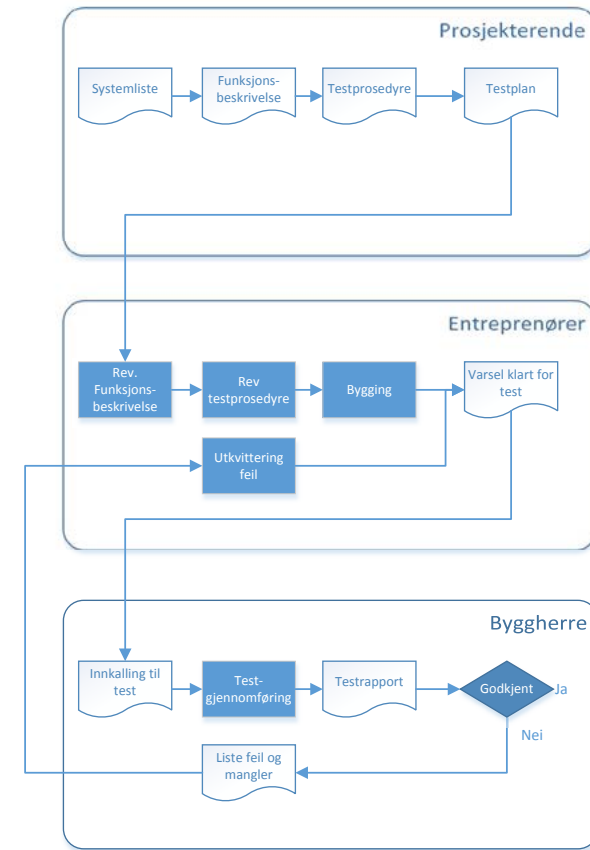 Prosjekterende
Systemliste
Funksjons-
beskrivelse
Testprosedyre
Testplan
Entreprenører
Rev.
Funksjons-
beskrivelse
Rev
testprosedyre
Bygging
Varsel klart for
test
Utkvittering
feil
Byggherre
Innkalling til
test
Test-
gjennomføring
Testrapport
Godkjent
Ja
Nei
Liste feil og
mangler